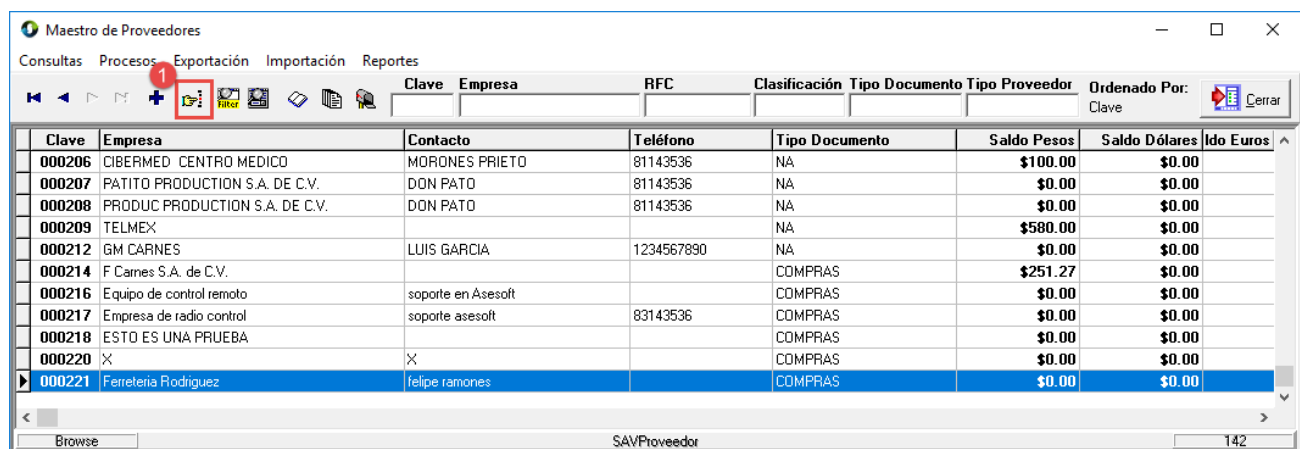 Maestro de Proveedores
Consultas Procesos Exportación Importación Reportes
1
Filter
Clave Empresa RFC Clasificación Tipo Documento Tipo Proveedor Ordenado Por:
Clave
Cerrar
Clave Empresa Contacto Teléfono Tipo Documento Saldo Pesos Saldo Dólares ldo Euros
000206 CIBERMED CENTRO MEDICO MORONES PRIETO 81143536 NA $100.00 $0.00
000207 PATITO PRODUCTION S.A. DE C.V. DON PATO 81143536 NA $0.00 $0.00
000208 PRODUC PRODUCTION S.A. DE C.V. DON PATO 81143536 NA $0.00 $0.00
000209 TELMEX NA $580.00 $0.00
000212 GM CARNES LUIS GARCIA 1234567890 NA $0.00 $0.00
000214 F Carnes S.A. de C.V. COMPRAS $251.27 $0.00
000216 Equipo de control remoto soporte en Asesoft COMPRAS $0.00 $0.00
000217 Empresa de radio control soporte asesoft 83143536 COMPRAS $0.00 $0.00
000218 ESTO ES UNA PRUEBA COMPRAS $0.00 $0.00
000220 X X COMPRAS $0.00 $0.00
000221 Ferreteria Rodriguez felipe ramones COMPRAS $0.00 $0.00
Browse SAVProveedor 142